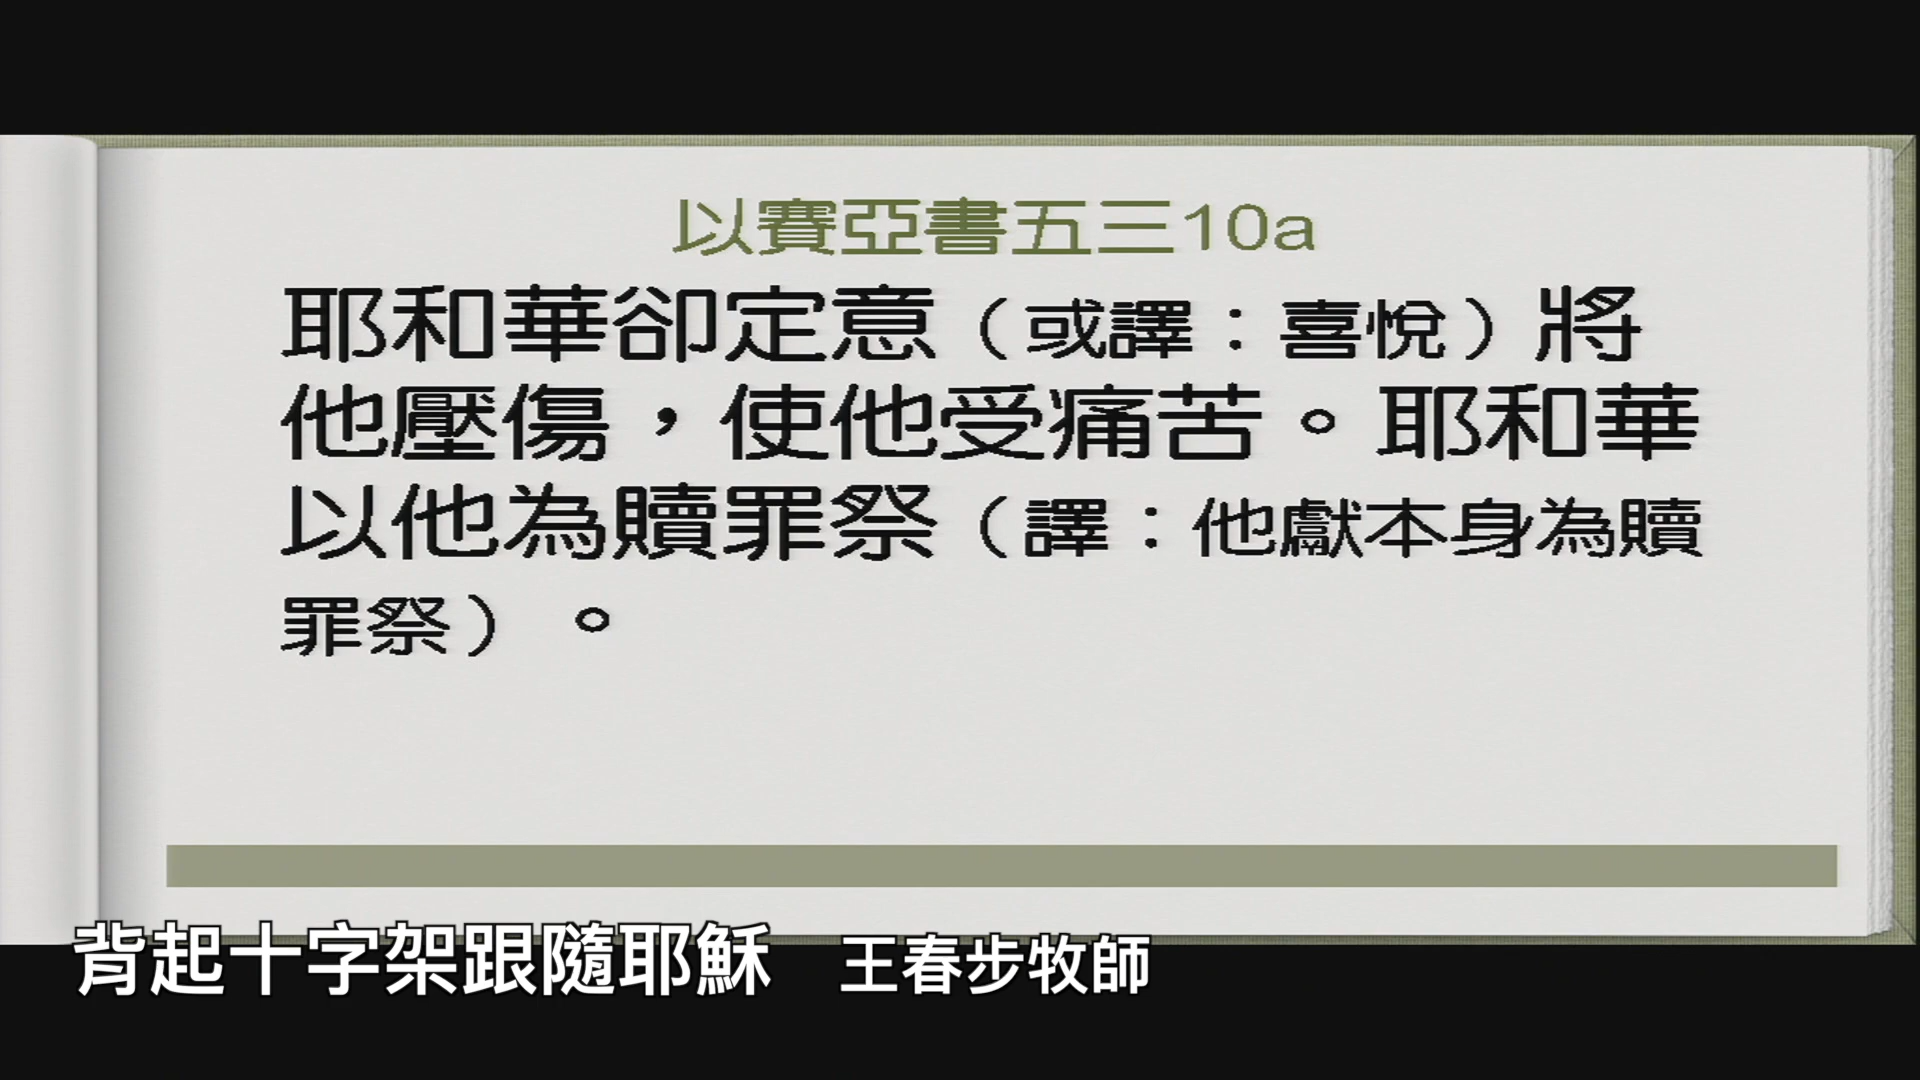 以賽亞書五三10a
耶和華卻定意（或譯：喜悅）將
他壓傷，使他受痛苦。耶和華
以他為贖罪祭（譯：他獻本身為贖
罪祭）。
背起十字架跟隨耶穌　王春步牧師